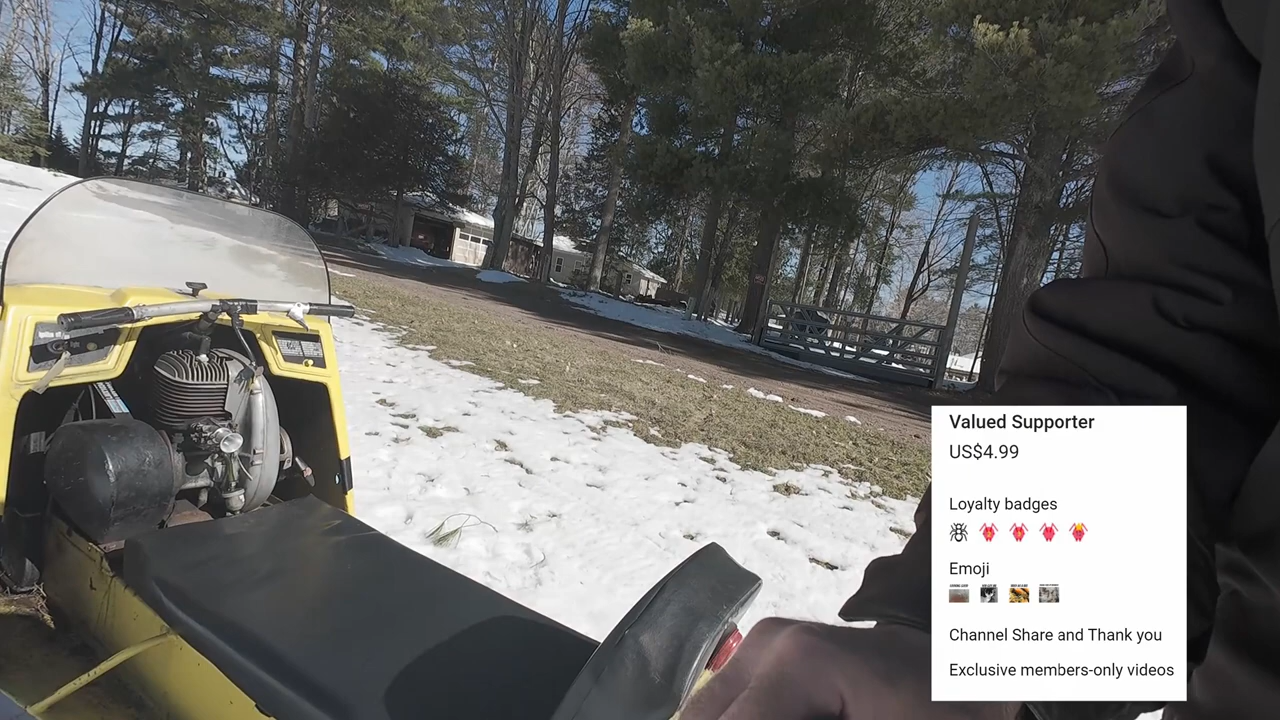 Valued Supporter
US$4.99
Loyalty badges
Emoji
Channel Share and Thank you
Exclusive members-only videos